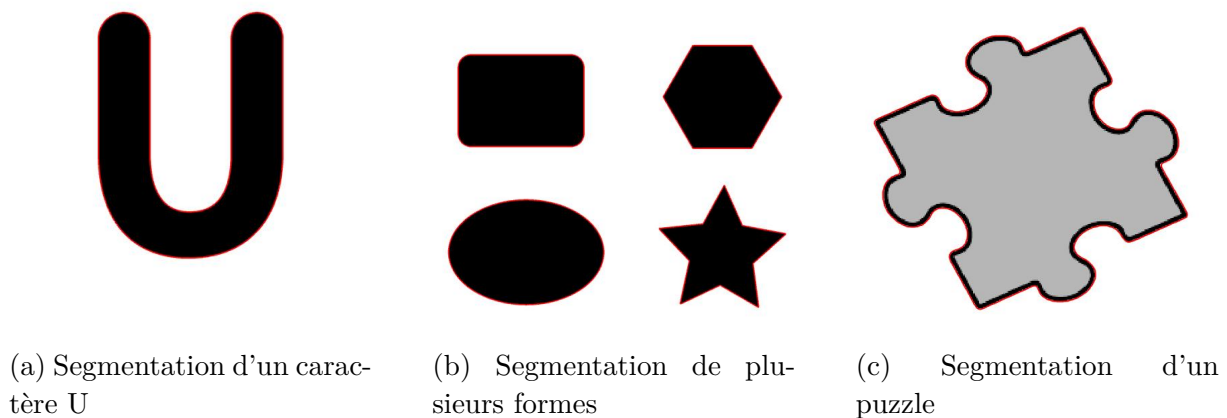 U
(a) Segmentation d'un carac-
tère U
(b) Segmentation de plu-
sieurs formes
(c) Segmentation d'un
puzzle